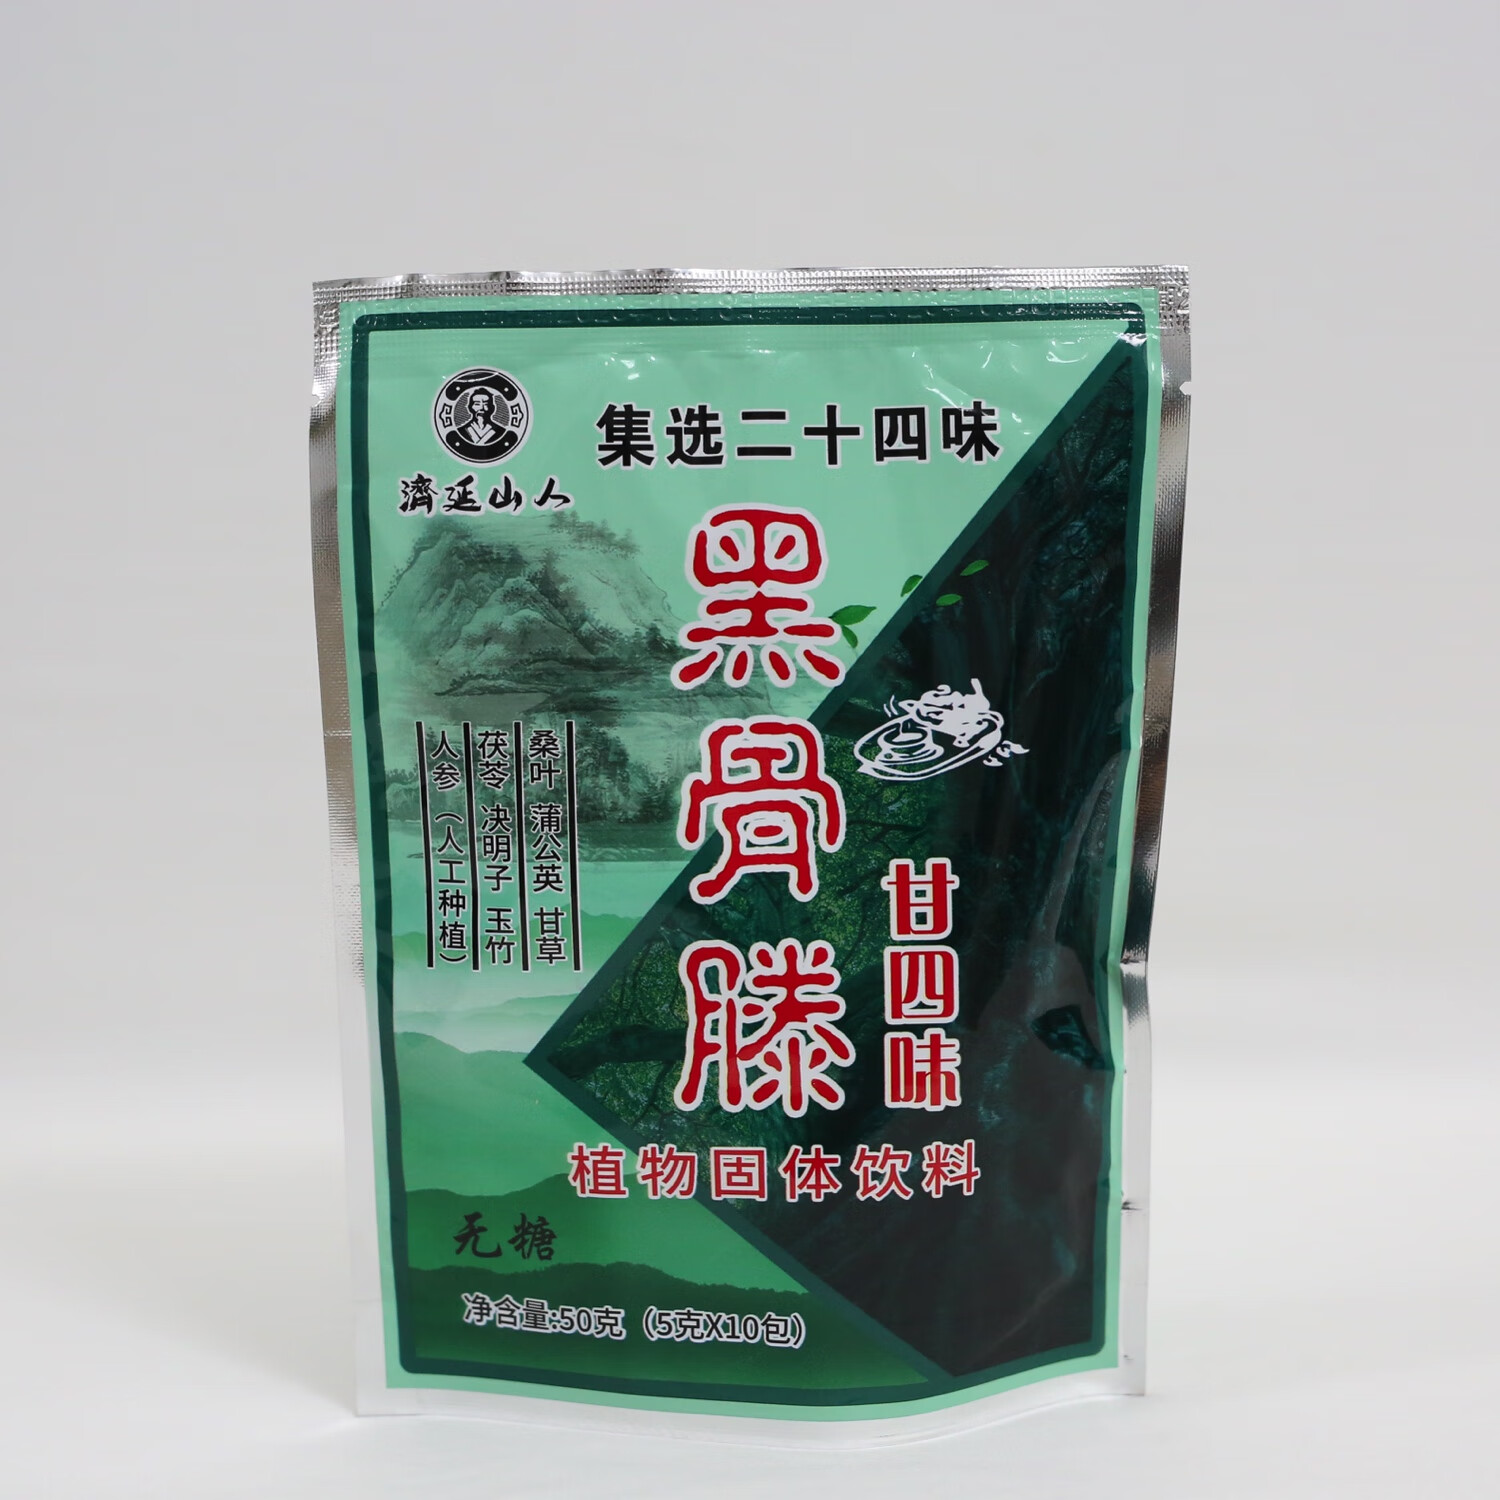 濟延山人
集选二十四味
黑骨滕
甘四味
桑叶 蒲公英 甘草
茯苓 决明子 玉竹
人参（人工种植）
植物固体饮料
无糖
净含量:50克（5克X10包）